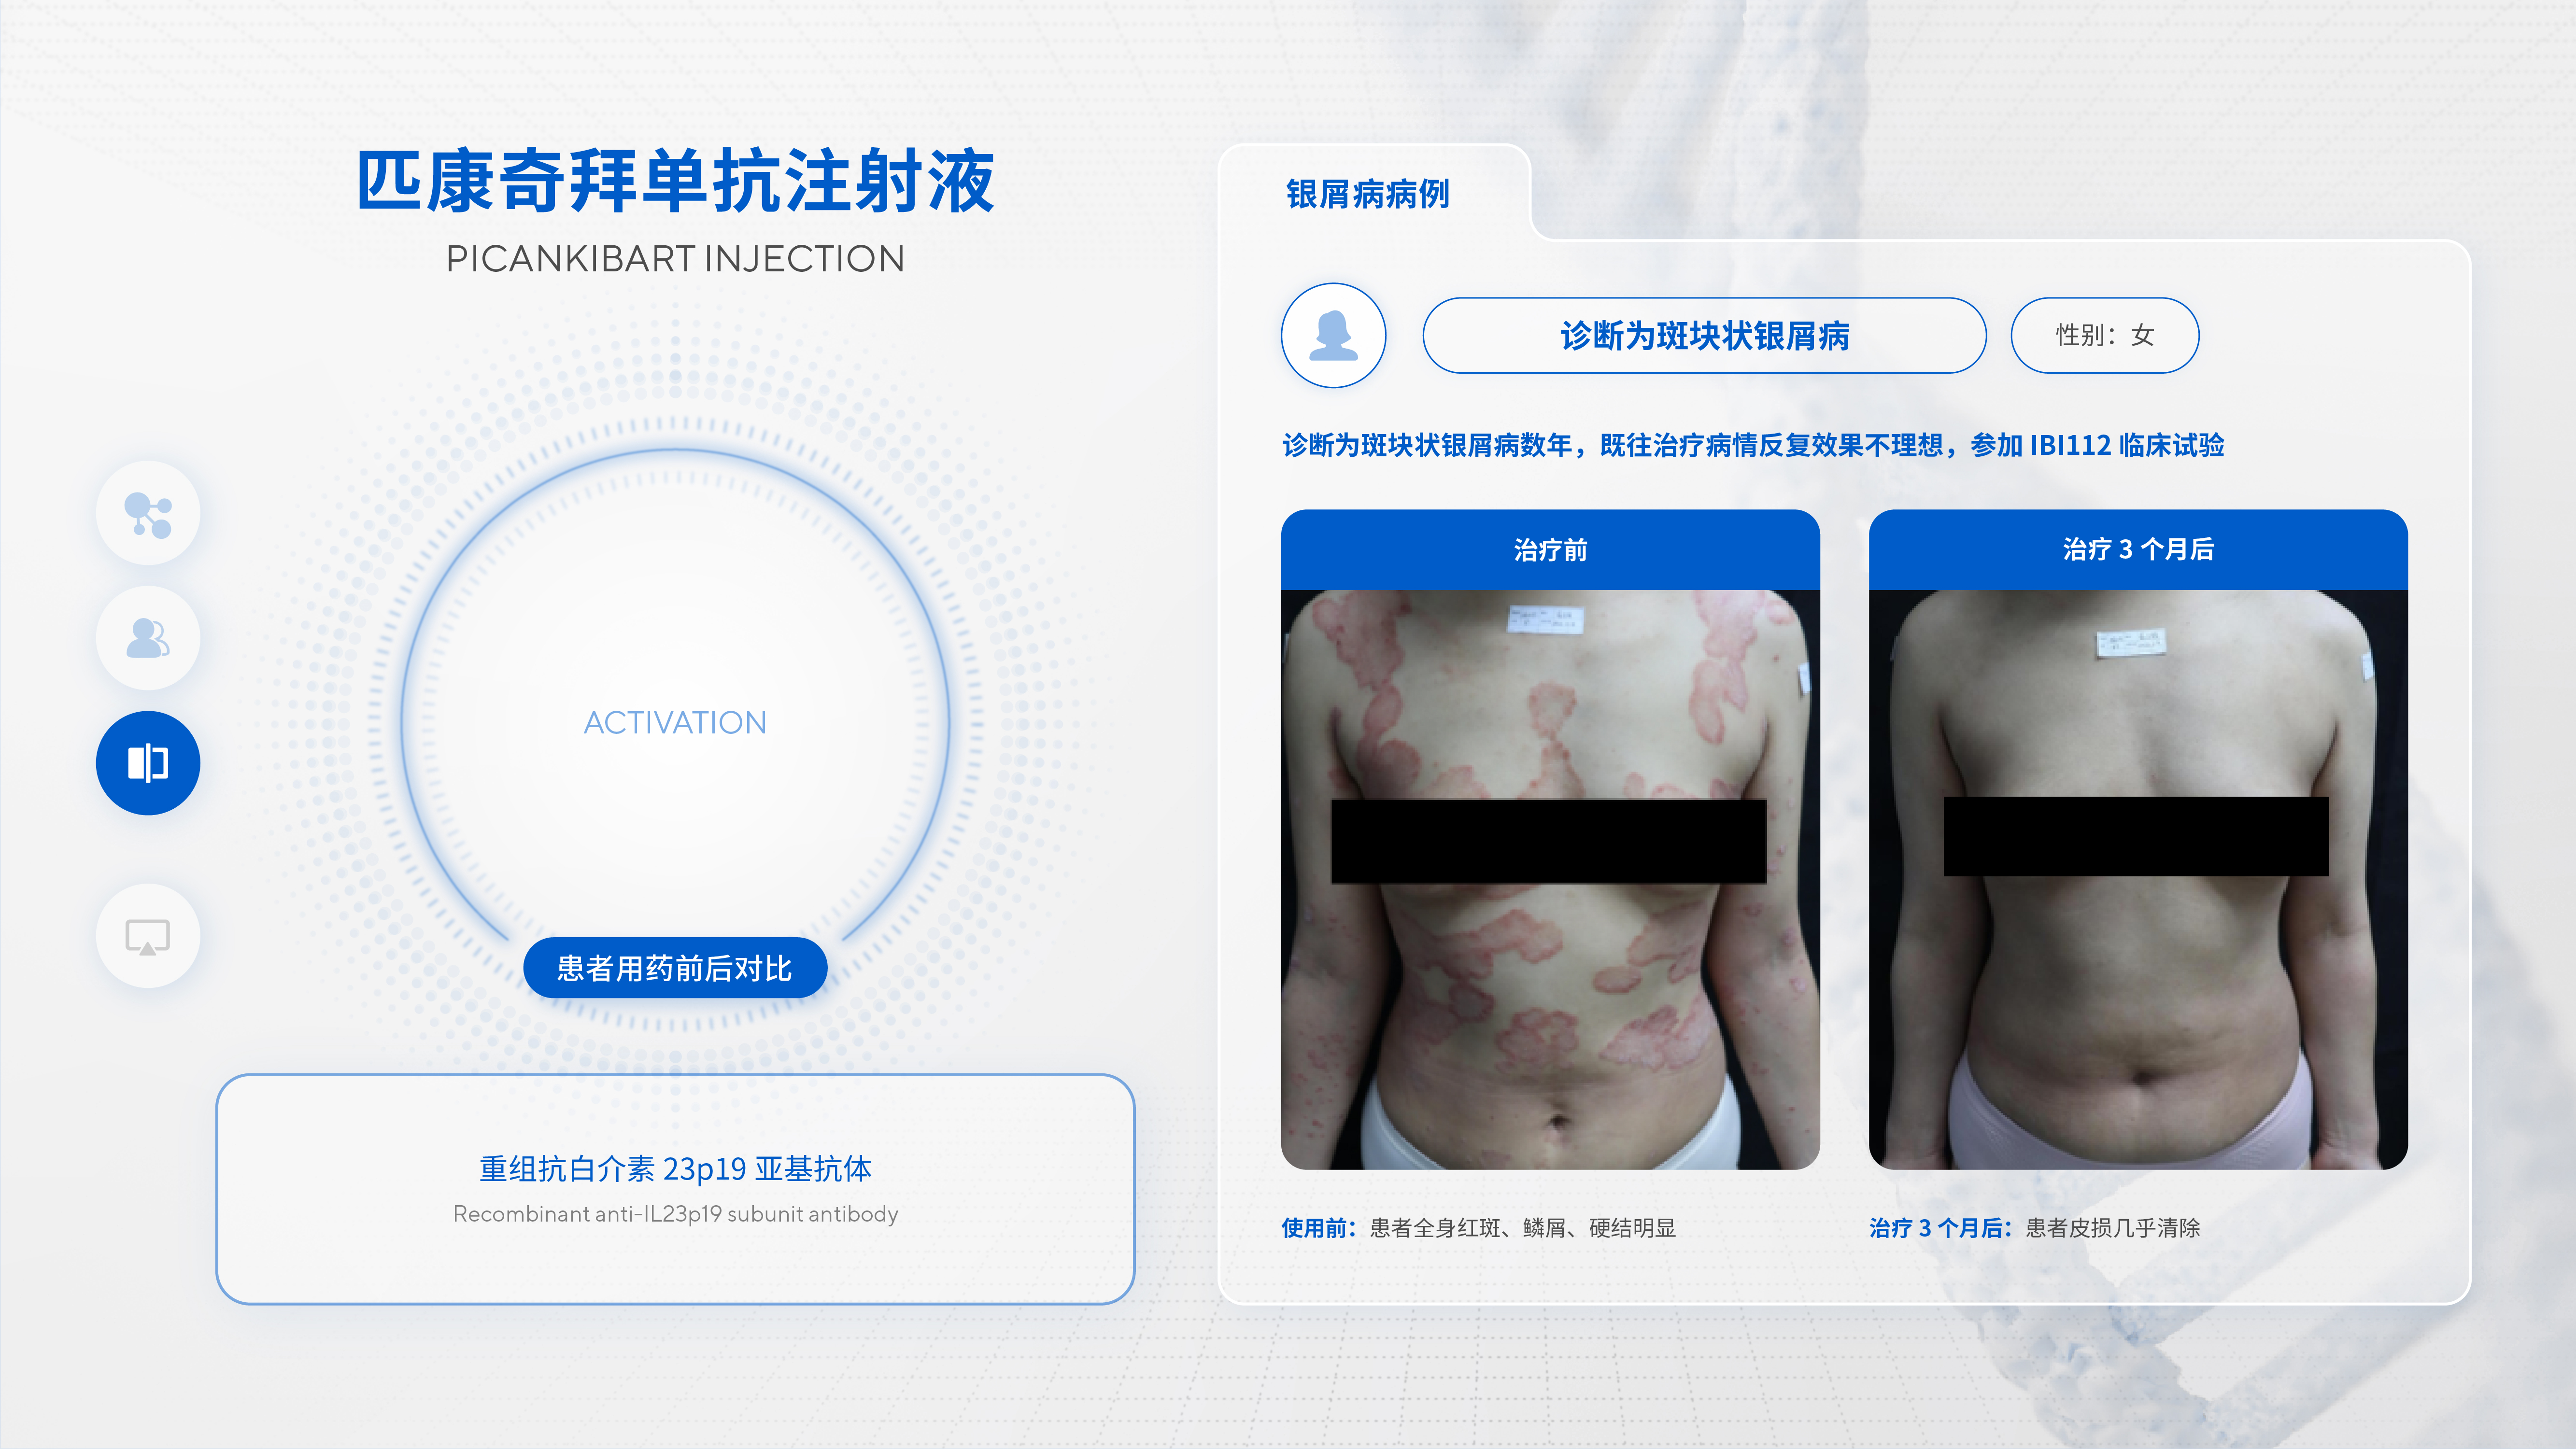 匹康奇拜单抗注射液
PICANKIBART INJECTION
ACTIVATION
患者用药前后对比
重组抗白介素 23p19 亚基抗体
Recombinant anti-IL23p19 subunit antibody
银屑病病例
诊断为斑块状银屑病
性别：女
诊断为斑块状银屑病数年，既往治疗病情反复效果不理想，参加 IBI112 临床试验
治疗前
治疗 3 个月后
使用前：患者全身红斑、鳞屑、硬结明显
治疗 3 个月后：患者皮损几乎清除